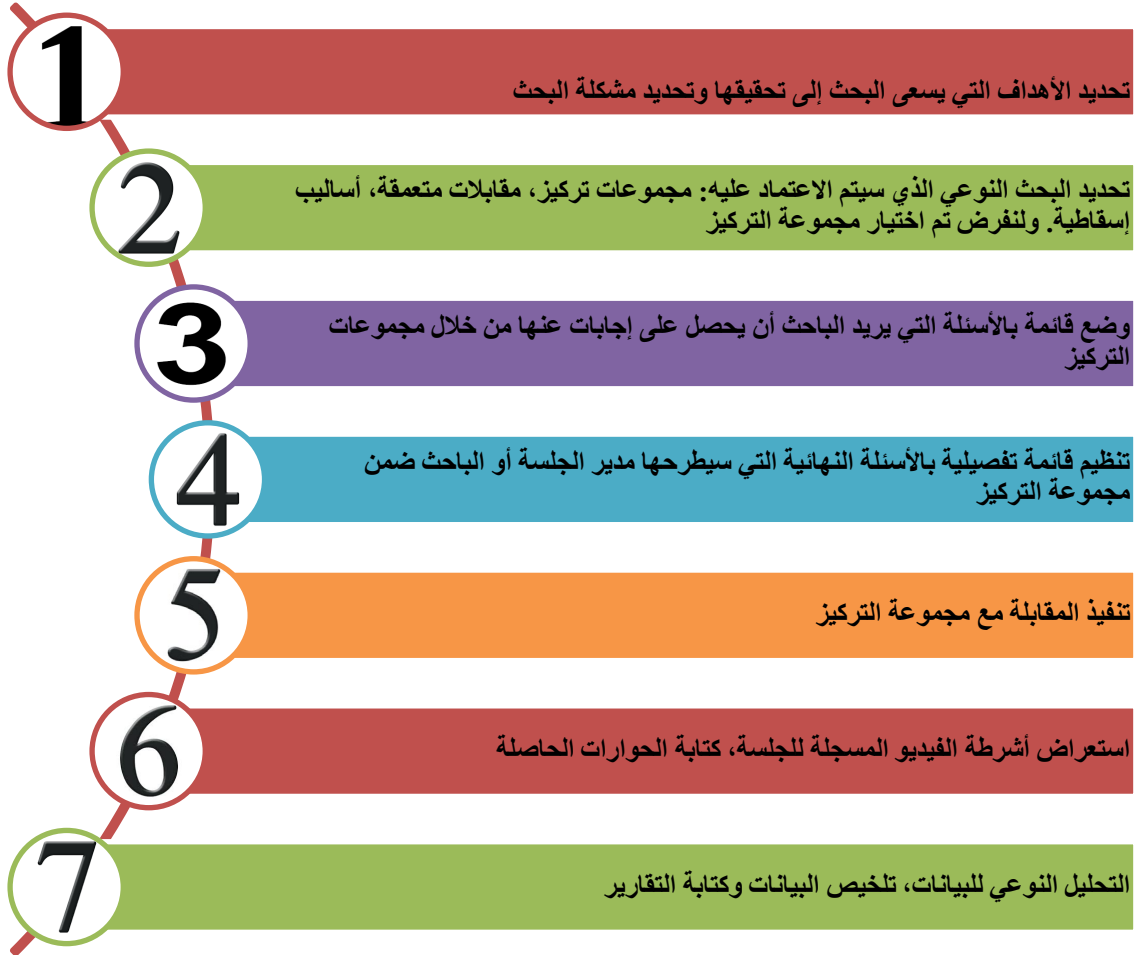 1
تحديد الأهداف التي يسعى البحث إلى تحقيقها وتحديد مشكلة البحث
2
تحديد البحث النوعي الذي سيتم الاعتماد عليه: مجموعات تركيز، مقابلات متعمقة، أساليب
إسقاطية. ولنفرض تم اختيار مجموعة التركيز
3
وضع قائمة بالأسئلة التي يريد الباحث أن يحصل على إجابات عنها من خلال مجموعات
التركيز
4
تنظيم قائمة تفصيلية بالأسئلة النهائية التي سيطرحها مدير الجلسة أو الباحث ضمن
مجموعة التركيز
5
تنفيذ المقابلة مع مجموعة التركيز
6
استعراض أشرطة الفيديو المسجلة للجلسة، كتابة الحوارات الحاصلة
7
التحليل النوعي للبيانات، تلخيص البيانات وكتابة التقارير